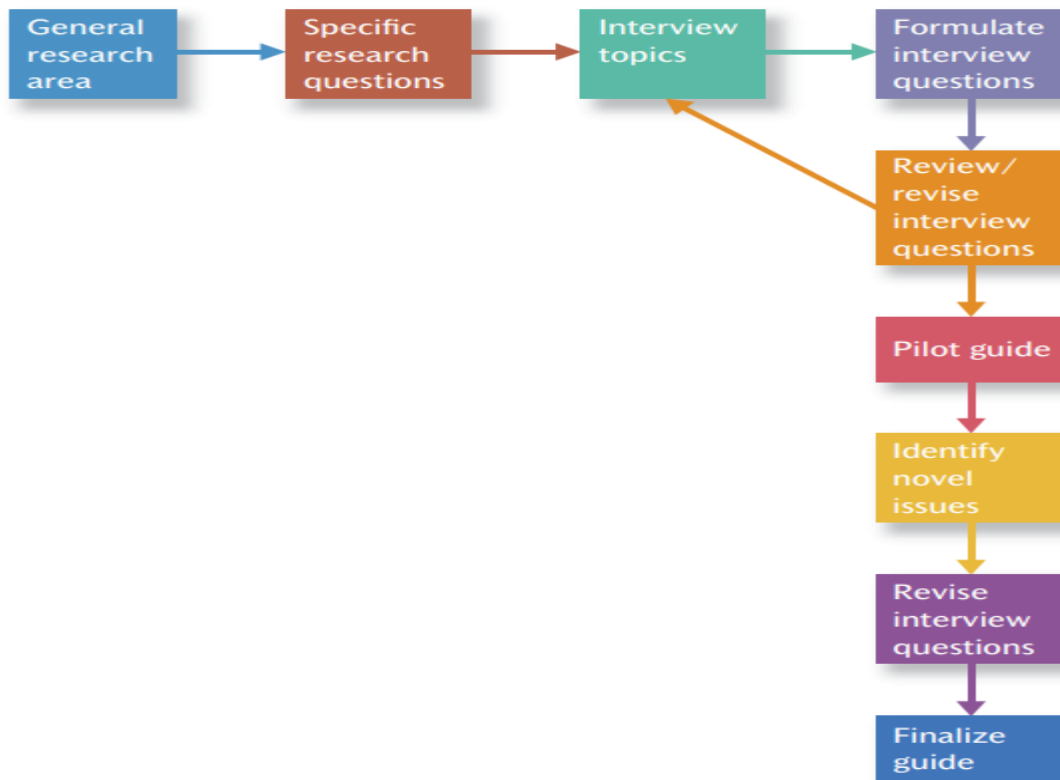 General
research
area
Specific
research
questions
Interview
topics
Formulate
interview
questions
Review/
revise
interview
questions
Pilot guide
Identify
novel
issues
Revise
interview
questions
Finalize
guide